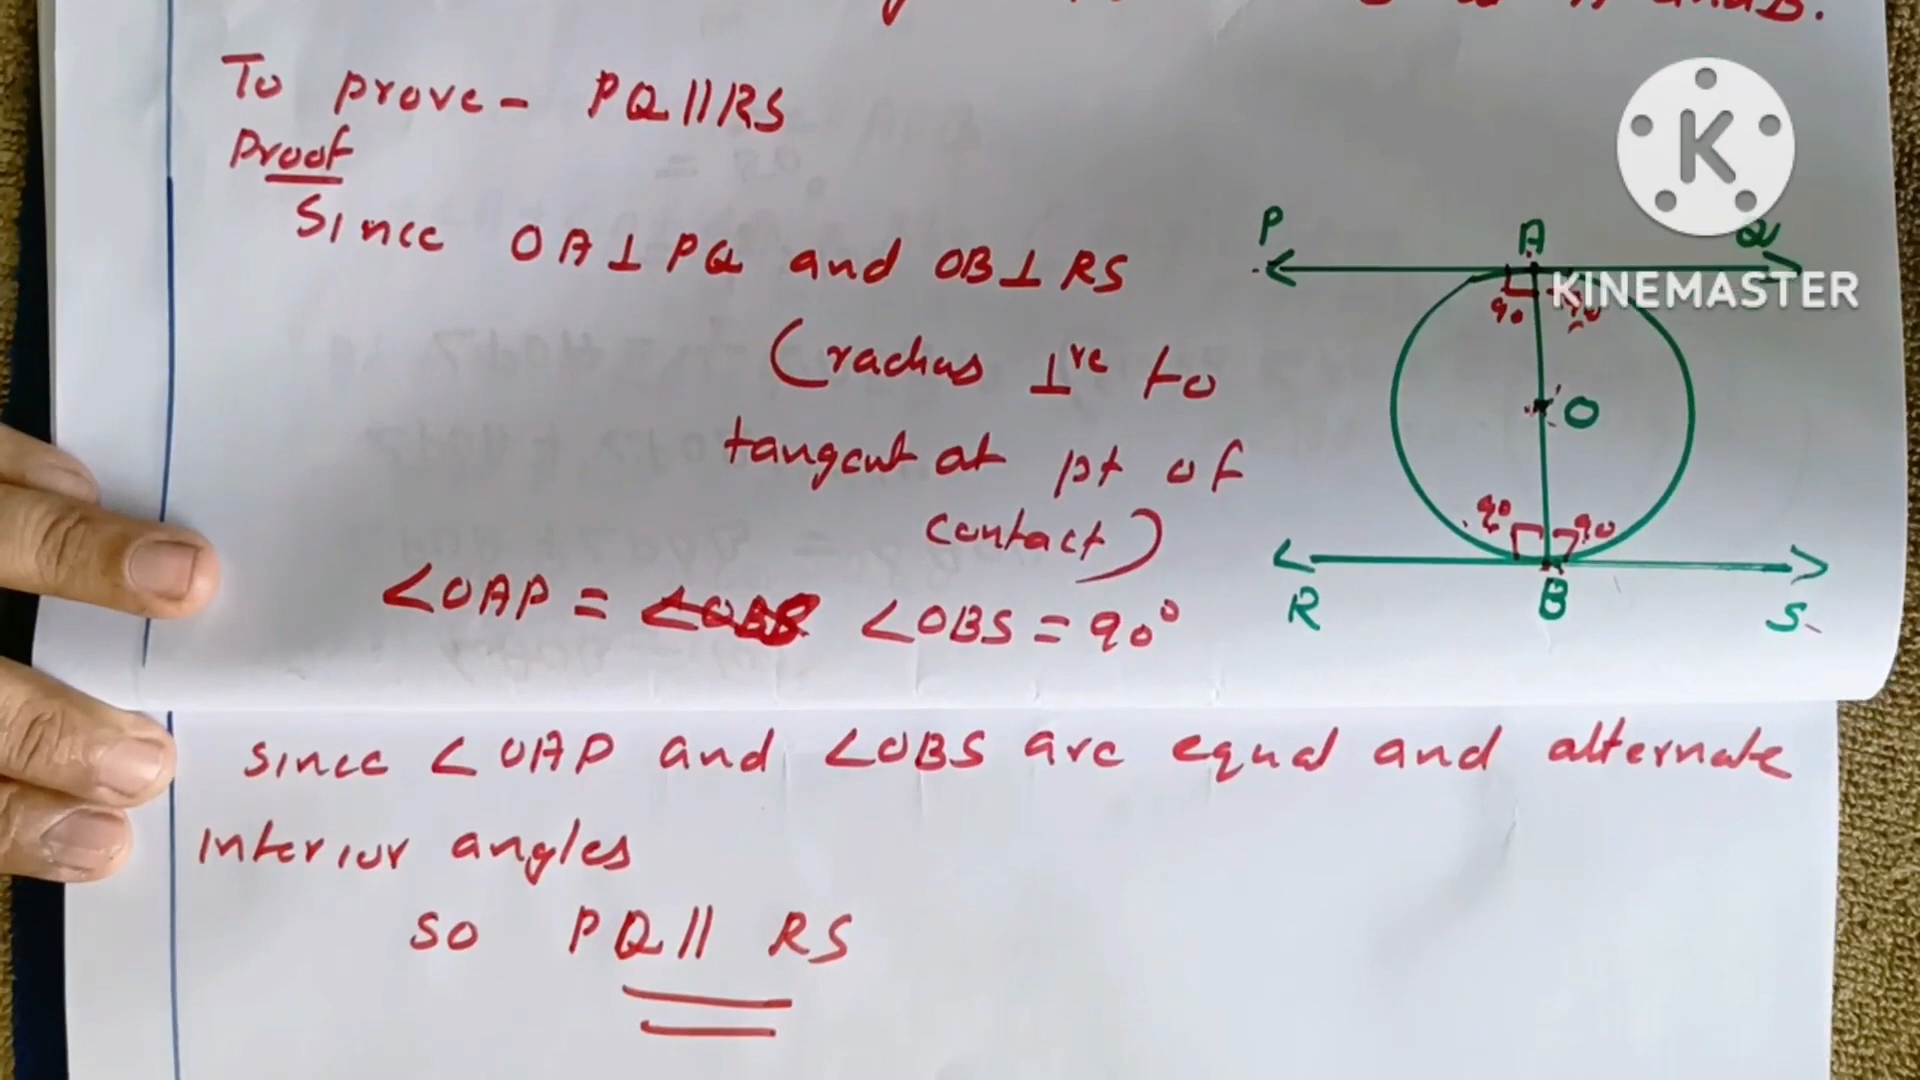 To prove- PQ||RS
Proof
Since OA⊥PQ and OB⊥RS
(radius ⊥re to
tangent at pt of
contact)
∠OAP = ∠OBS = 90°
since ∠OAP and ∠OBS are equal and alternate
interior angles
so PQ|| RS
P A Q
90
O
90 90
R B S
K
KINEMASTER